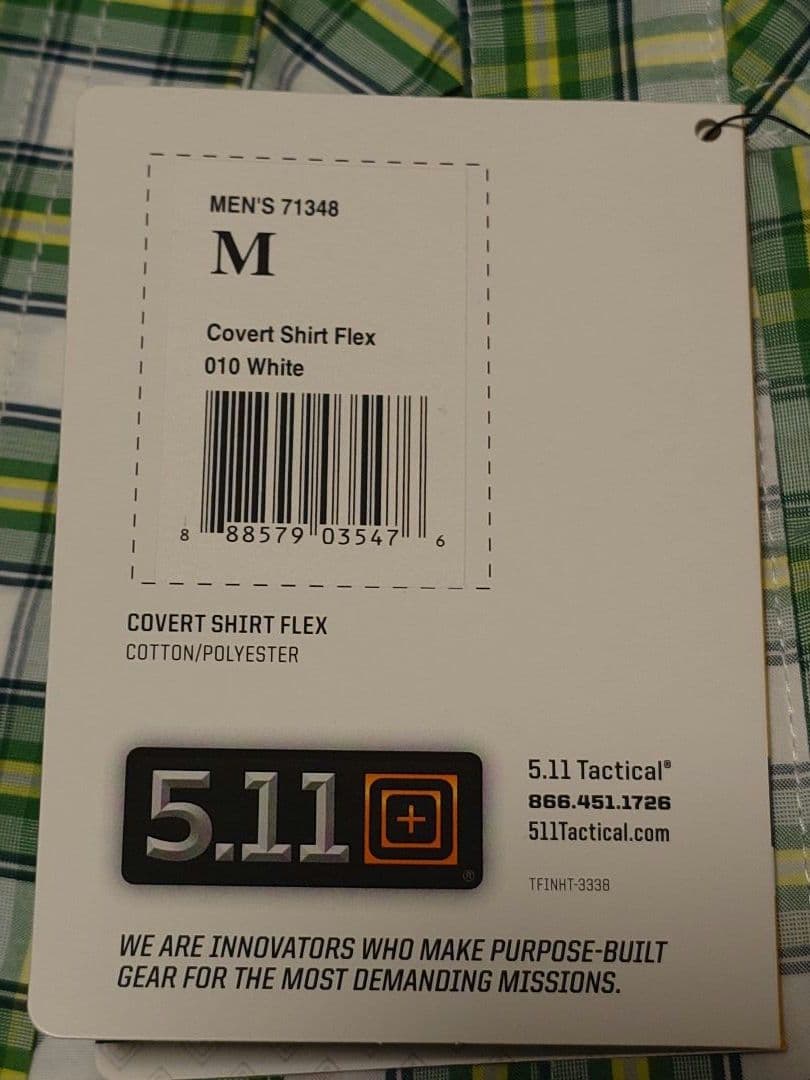 MEN'S 71348
M
Covert Shirt Flex
010 White
8 88579 03547 6
COVERT SHIRT FLEX
COTTON/POLYESTER
5.11
®
5.11 Tactical®
866.451.1726
511Tactical.com
TFINHT-3338
WE ARE INNOVATORS WHO MAKE PURPOSE-BUILT
GEAR FOR THE MOST DEMANDING MISSIONS.